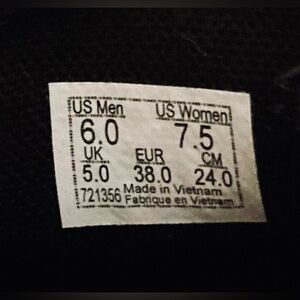 US Men US Women
6.0 7.5
UK EUR CM
5.0 38.0 24.0
721356 Made in Vietnam
Fabrique en Vietnam